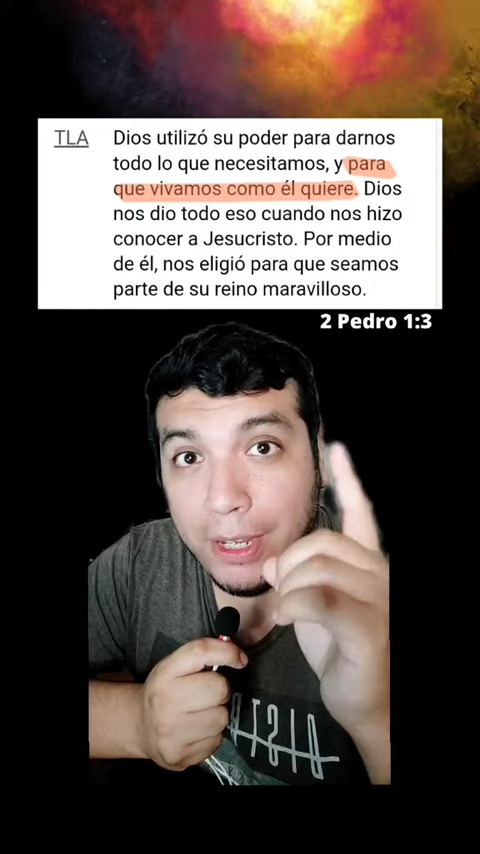 TLA
Dios utilizó su poder para darnos
todo lo que necesitamos, y para
que vivamos como él quiere. Dios
nos dio todo eso cuando nos hizo
conocer a Jesucristo. Por medio
de él, nos eligió para que seamos
parte de su reino maravilloso.
2 Pedro 1:3